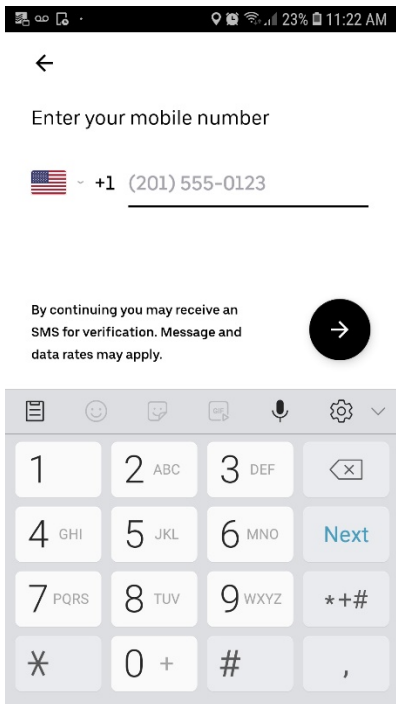 23% 11:22 AM
Enter your mobile number
+1 (201) 555-0123
By continuing you may receive an
SMS for verification. Message and
data rates may apply.
GIF
1 2 ABC 3 DEF
4 GHI 5 JKL 6 MNO Next
7 PQRS 8 TUV 9 WXYZ *+#
* 0 + # ,